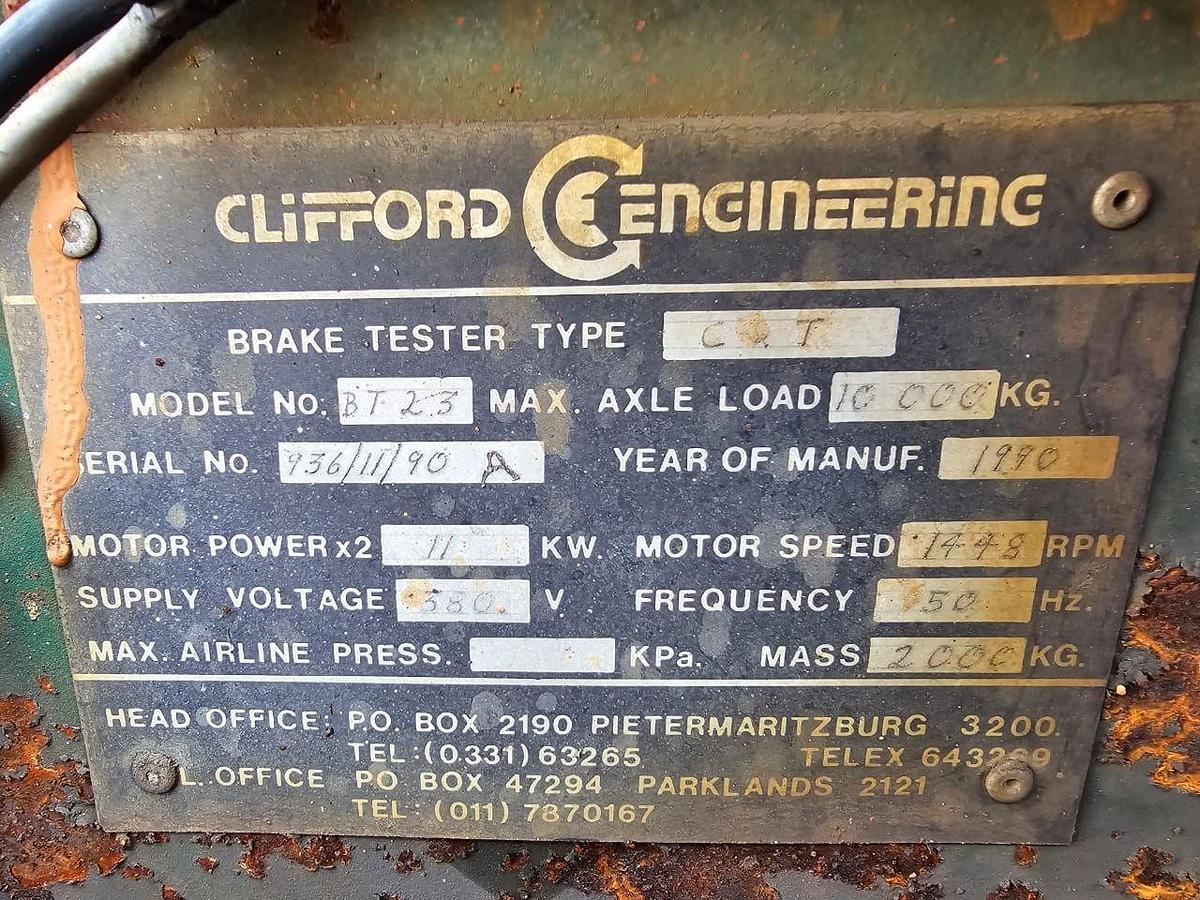 CLIFFORD CE ENGINEERING
BRAKE TESTER TYPE C . T
MODEL No. BT 23 MAX. AXLE LOAD 10 000 KG.
SERIAL No. 936/11/90 A YEAR OF MANUF. 1990
MOTOR POWER x2 11 KW. MOTOR SPEED 1448 RPM
SUPPLY VOLTAGE 380 V FREQUENCY 50 Hz.
MAX. AIRLINE PRESS. KPa. MASS 2000 KG.
HEAD OFFICE: P.O. BOX 2190 PIETERMARITZBURG 3200.
TEL:(0331) 63265 TELEX
L. OFFICE PO BOX 47294 PARKLANDS 2121
TEL: (011) 7870167